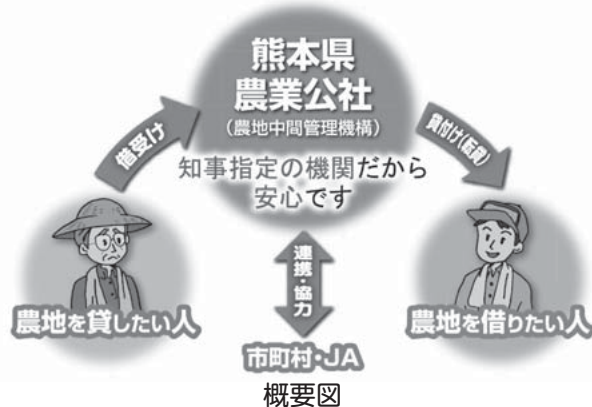 熊本県
農業公社
(農地中間管理機構)
知事指定の機関だから
安心です
借受け
貸付け(転貸)
連携・協力
農地を貸したい人
農地を借りたい人
市町村・JA
概要図